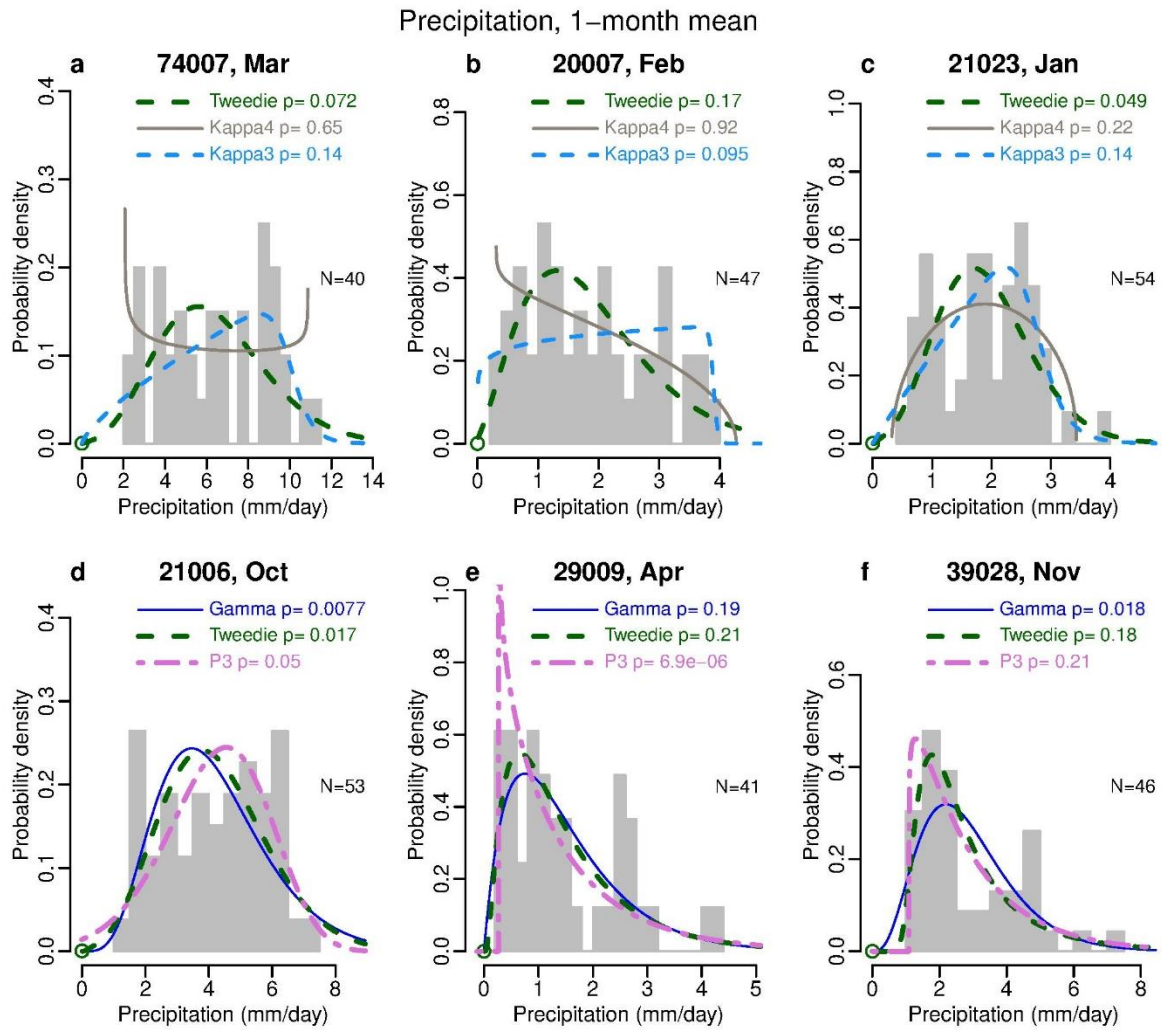 Precipitation, 1−month mean
a 74007, Mar
Tweedie p= 0.072
Kappa4 p= 0.65
Kappa3 p= 0.14
N=40
Probability density
0.0 0.1 0.2 0.3 0.4
0 2 4 6 8 10 12 14
Precipitation (mm/day)
b 20007, Feb
Tweedie p= 0.17
Kappa4 p= 0.92
Kappa3 p= 0.095
N=47
Probability density
0.0 0.2 0.4 0.6 0.8
0 1 2 3 4
Precipitation (mm/day)
c 21023, Jan
Tweedie p= 0.049
Kappa4 p= 0.22
Kappa3 p= 0.14
N=54
Probability density
0.0 0.2 0.4 0.6 0.8 1.0
0 1 2 3 4
Precipitation (mm/day)
d 21006, Oct
Gamma p= 0.0077
Tweedie p= 0.017
P3 p= 0.05
N=53
Probability density
0.0 0.1 0.2 0.3 0.4
0 2 4 6 8
Precipitation (mm/day)
e 29009, Apr
Gamma p= 0.19
Tweedie p= 0.21
P3 p= 6.9e−06
N=41
Probability density
0.0 0.2 0.4 0.6 0.8 1.0
0 1 2 3 4 5
Precipitation (mm/day)
f 39028, Nov
Gamma p= 0.018
Tweedie p= 0.18
P3 p= 0.21
N=46
Probability density
0.0 0.2 0.4 0.6
0 2 4 6 8
Precipitation (mm/day)